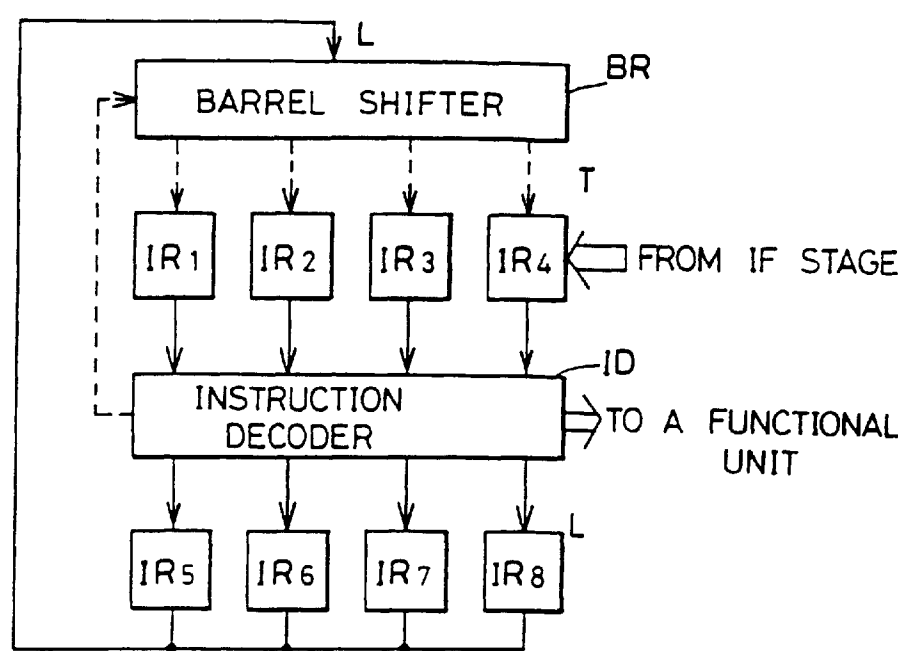 L
BR
BARREL SHIFTER
T
IR1
IR2
IR3
IR4
FROM IF STAGE
ID
INSTRUCTION
DECODER
TO A FUNCTIONAL
UNIT
L
IR5
IR6
IR7
IR8